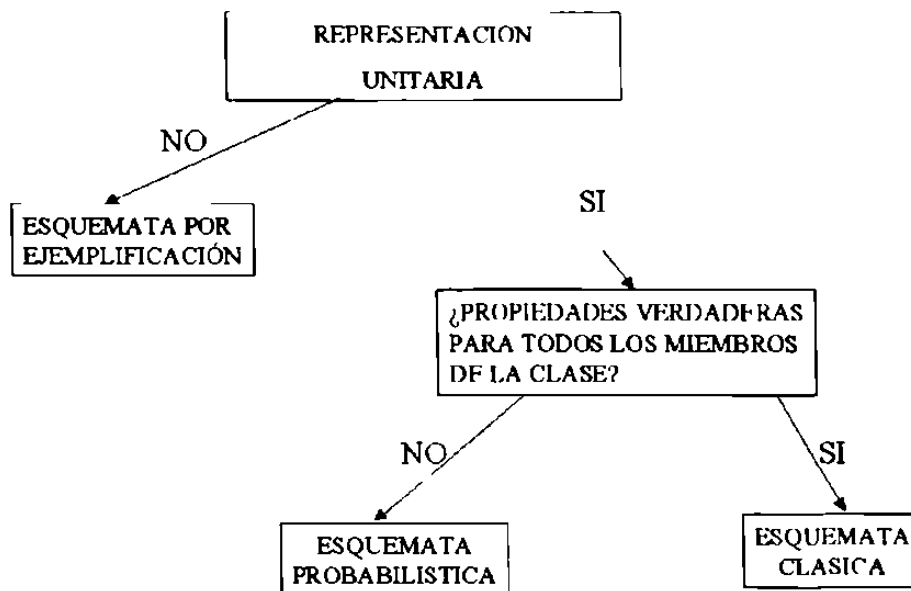 REPRESENTACION
UNITARIA
NO
SI
ESQUEMATA POR
EJEMPLIFICACIÓN
¿PROPIEDADES VERDADERAS
PARA TODOS LOS MIEMBROS
DE LA CLASE?
NO
SI
ESQUEMATA
PROBABILISTICA
ESQUEMATA
CLASICA